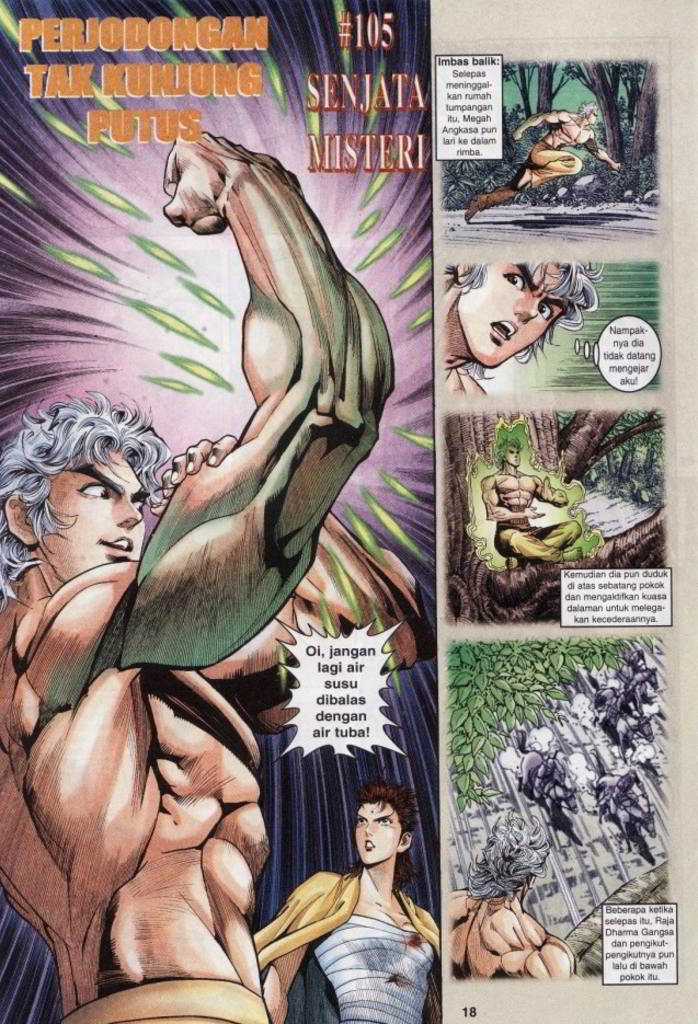 PERJODONGAN
TAK KUNJUNG
PUTUS
#105
SENJATA
MISTERI
Imbas balik:
Selepas
meninggal-
kan rumah
tumpangan
itu, Megah
Angkasa pun
lari ke dalam
rimba.
Nampak-
nya dia
tidak datang
mengejar
aku!
Kemudian dia pun duduk
di atas sebatang pokok
dan mengaktifkan kuasa
dalaman untuk melega-
kan kecederaannya.
Oi, jangan
lagi air
susu
dibalas
dengan
air tuba!
Beberapa ketika
selepas itu, Raja
Dharma Gangsa
dan pengikut-
pengikutnya pun
lalu di bawah
pokok itu.
18